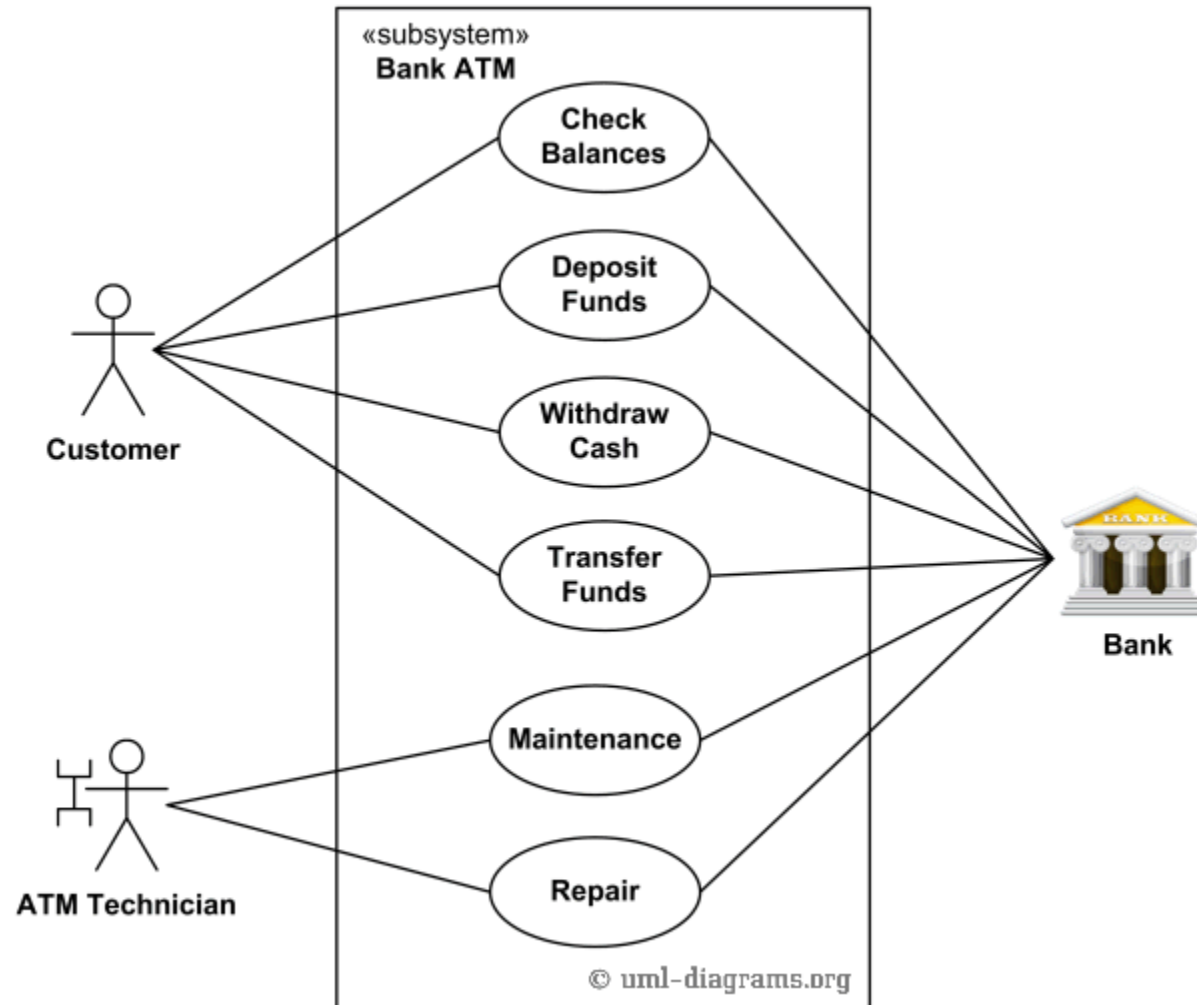 «subsystem»
Bank ATM
Check
Balances
Deposit
Funds
Customer
Withdraw
Cash
Transfer
Funds
BANK
Bank
Maintenance
ATM Technician
Repair
© uml-diagrams.org